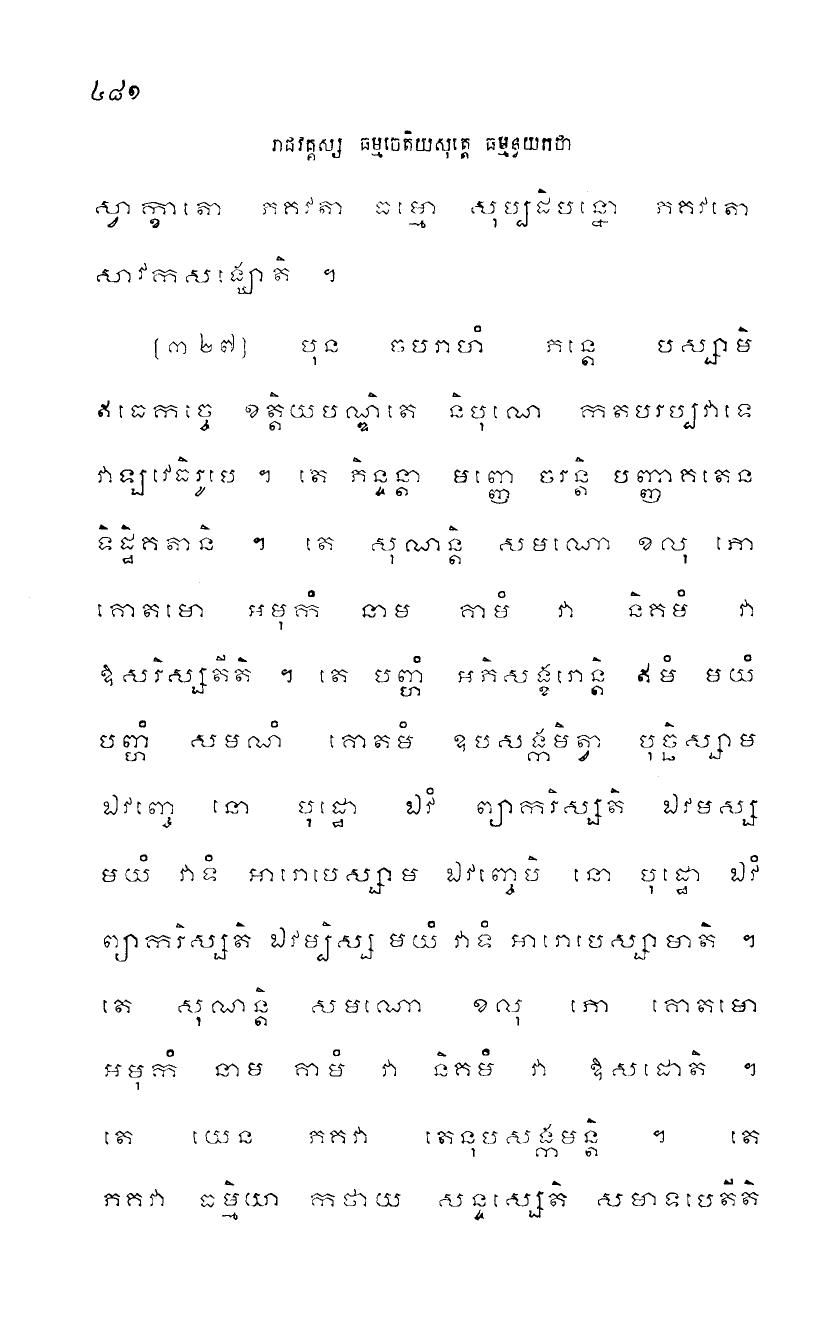 ៤៨១
រាជវគ្គស្ស ធម្មចេតិយសុត្តេ ធម្មន្វយកថា
ស្វាក្ខាតោ ភគវតា ធម្មោ សុប្បដិបន្នោ ភគវតោ
សាវកសង្ឃោតិ ។
[៣២៧] បុន ចបរាហំ ភន្តេ បស្សាមិ
ឥធេកច្ចេ ខត្តិយបណ្ឌិតេ និបុណេ កតបរប្បវាទេ
វាឡវេធិរូបេ ។ តេ ភិន្ទន្តា មញ្ញេ ចរន្តិ បញ្ញាគតេន
ទិដ្ឋិគតានិ ។ តេ សុណន្តិ សមណោ ខលុ ភោ
គោតមោ អមុកំ នាម គាមំ វា និគមំ វា
ឱសរិស្សតីតិ ។ តេ បញ្ហំ អភិសង្ខរោន្តិ ឥមំ មយំ
បញ្ហំ សមណំ គោតមំ ឧបសង្កមិត្វា បុច្ឆិស្សាម
ឯវញ្ចេ នោ បុដ្ឋោ ឯវំ ព្យាករិស្សតិ ឯវមស្ស
មយំ វាទំ អារោបេស្សាម ឯវញ្ចេបិ នោ បុដ្ឋោ ឯវំ
ព្យាករិស្សតិ ឯវម្បិស្ស មយំ វាទំ អារោបេស្សាមាតិ ។
តេ សុណន្តិ សមណោ ខលុ ភោ គោតមោ
អមុកំ នាម គាមំ វា និគមំ វា ឱសដោតិ ។
តេ យេន ភគវា តេនុបសង្កមន្តិ ។ តេ
ភគវា ធម្មិយា កថាយ សន្ទស្សេតិ សមាទបេតីតិ